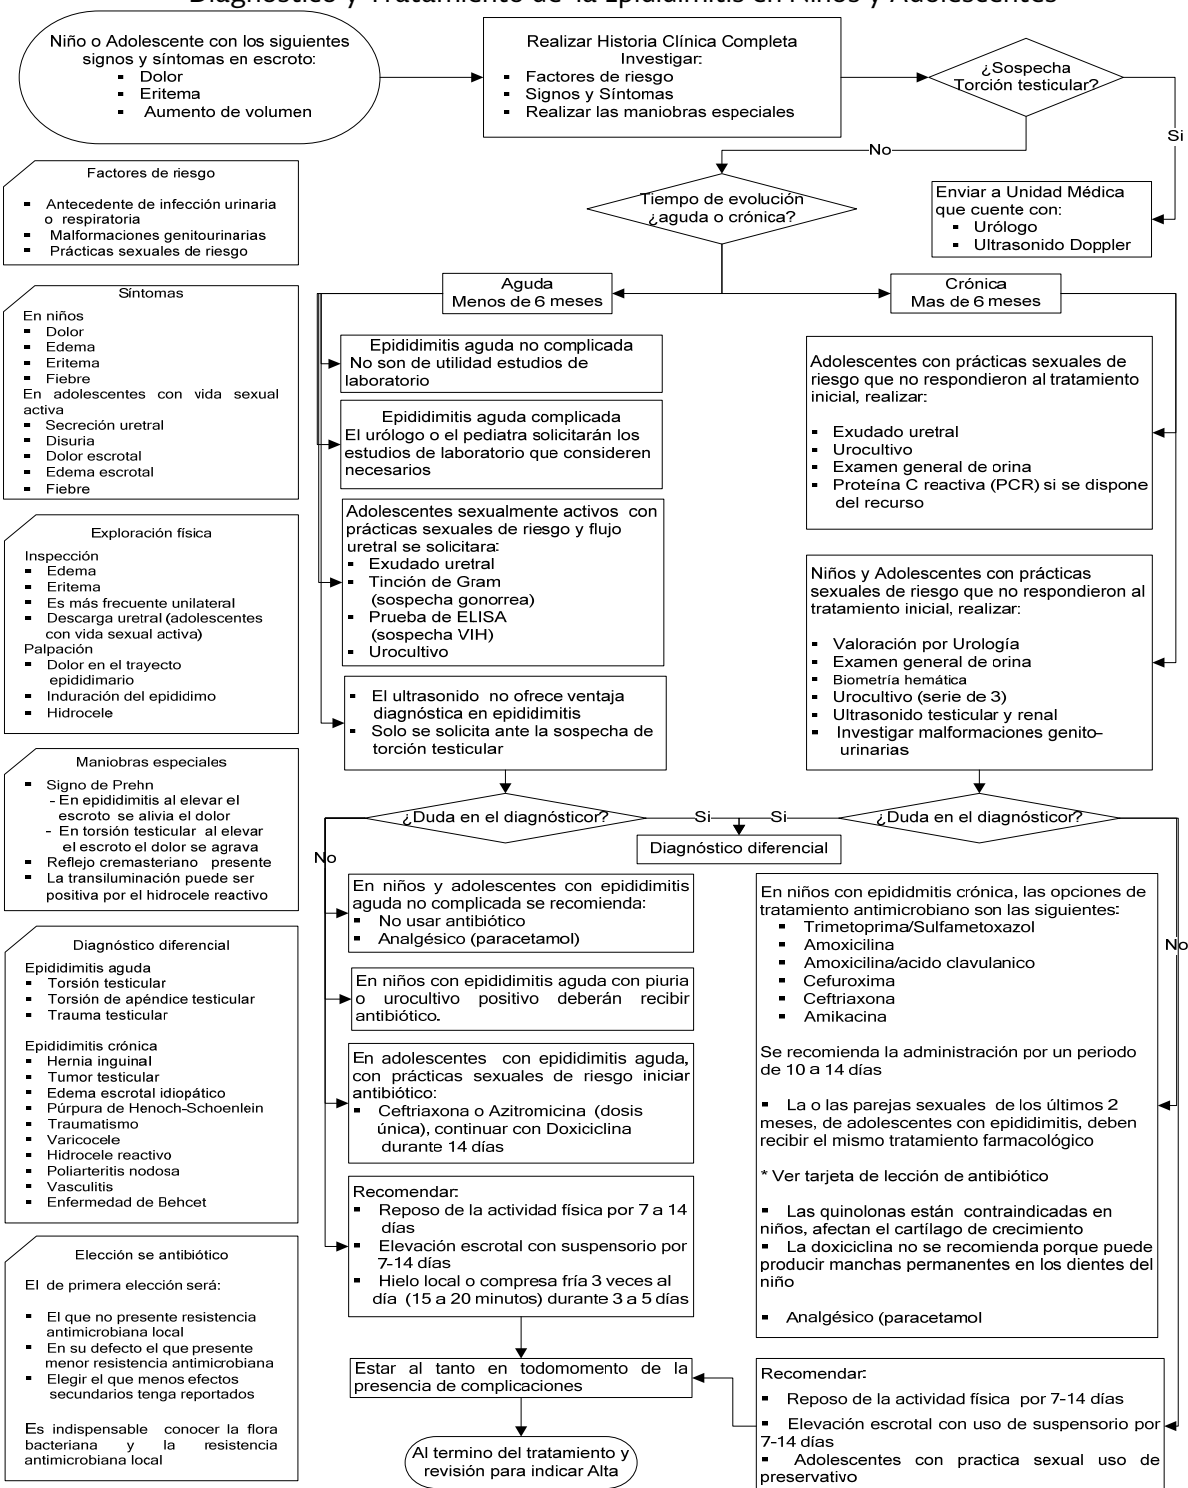 Diagnóstico y Tratamiento de la Epididimitis en Niños y Adolescentes
Niño o Adolescente con los siguientes
signos y síntomas en escroto:
▪ Dolor
▪ Eritema
▪ Aumento de volumen
Realizar Historia Clínica Completa
Investigar:
▪ Factores de riesgo
▪ Signos y Síntomas
▪ Realizar las maniobras especiales
¿Sospecha
Torción testicular?
Si
No
Enviar a Unidad Médica
que cuente con:
▪ Urólogo
▪ Ultrasonido Doppler
Tiempo de evolución
¿aguda o crónica?
Aguda
Menos de 6 meses
Crónica
Mas de 6 meses
Factores de riesgo
▪ Antecedente de infección urinaria
o respiratoria
▪ Malformaciones genitourinarias
▪ Prácticas sexuales de riesgo
Síntomas
En niños
▪ Dolor
▪ Edema
▪ Eritema
▪ Fiebre
En adolescentes con vida sexual
activa
▪ Secreción uretral
▪ Disuria
▪ Dolor escrotal
▪ Edema escrotal
▪ Fiebre
Exploración física
Inspección
▪ Edema
▪ Eritema
▪ Es más frecuente unilateral
▪ Descarga uretral (adolescentes
con vida sexual activa)
Palpación
▪ Dolor en el trayecto
epididimario
▪ Induración del epididimo
▪ Hidrocele
Maniobras especiales
▪ Signo de Prehn
- En epididimitis al elevar el
escroto se alivia el dolor
- En torsión testicular al elevar
el escroto el dolor se agrava
▪ Reflejo cremasteriano presente
▪ La transiluminación puede ser
positiva por el hidrocele reactivo
Diagnóstico diferencial
Epididimitis aguda
▪ Torsión testicular
▪ Torsión de apéndice testicular
▪ Trauma testicular
Epididimitis crónica
▪ Hernia inguinal
▪ Tumor testicular
▪ Edema escrotal idiopático
▪ Púrpura de Henoch-Schoenlein
▪ Traumatismo
▪ Varicocele
▪ Hidrocele reactivo
▪ Poliarteritis nodosa
▪ Vasculitis
▪ Enfermedad de Behcet
Elección se antibiótico
El de primera elección será:
▪ El que no presente resistencia
antimicrobiana local
▪ En su defecto el que presente
menor resistencia antimicrobiana
▪ Elegir el que menos efectos
secundarios tenga reportados
Es indispensable conocer la flora
bacteriana y la resistencia
antimicrobiana local
Epididimitis aguda no complicada
No son de utilidad estudios de
laboratorio
Epididimitis aguda complicada
El urólogo o el pediatra solicitarán los
estudios de laboratorio que consideren
necesarios
Adolescentes sexualmente activos con
prácticas sexuales de riesgo y flujo
uretral se solicitara:
▪ Exudado uretral
▪ Tinción de Gram
(sospecha gonorrea)
▪ Prueba de ELISA
(sospecha VIH)
▪ Urocultivo
▪ El ultrasonido no ofrece ventaja
diagnóstica en epididimitis
▪ Solo se solicita ante la sospecha de
torción testicular
Adolescentes con prácticas sexuales de
riesgo que no respondieron al tratamiento
inicial, realizar:
▪ Exudado uretral
▪ Urocultivo
▪ Examen general de orina
▪ Proteína C reactiva (PCR) si se dispone
del recurso
Niños y Adolescentes con prácticas
sexuales de riesgo que no respondieron al
tratamiento inicial, realizar:
▪ Valoración por Urología
▪ Examen general de orina
▪ Biometría hemática
▪ Urocultivo (serie de 3)
▪ Ultrasonido testicular y renal
▪ Investigar malformaciones genito-
urinarias
¿Duda en el diagnósticor?
Si
Si
¿Duda en el diagnósticor?
Diagnóstico diferencial
No
No
En niños y adolescentes con epididimitis
aguda no complicada se recomienda:
▪ No usar antibiótico
▪ Analgésico (paracetamol)
En niños con epididimitis aguda con piuria
o urocultivo positivo deberán recibir
antibiótico.
En adolescentes con epididimitis aguda,
con prácticas sexuales de riesgo iniciar
antibiótico:
▪ Ceftriaxona o Azitromicina (dosis
única), continuar con Doxiciclina
durante 14 días
Recomendar:
▪ Reposo de la actividad física por 7 a 14
días
▪ Elevación escrotal con suspensorio por
7-14 días
▪ Hielo local o compresa fría 3 veces al
día (15 a 20 minutos) durante 3 a 5 días
En niños con epididmitis crónica, las opciones de
tratamiento antimicrobiano son las siguientes:
▪ Trimetoprima/Sulfametoxazol
▪ Amoxicilina
▪ Amoxicilina/acido clavulanico
▪ Cefuroxima
▪ Ceftriaxona
▪ Amikacina
Se recomienda la administración por un periodo
de 10 a 14 días
▪ La o las parejas sexuales de los últimos 2
meses, de adolescentes con epididimitis, deben
recibir el mismo tratamiento farmacológico
* Ver tarjeta de lección de antibiótico
▪ Las quinolonas están contraindicadas en
niños, afectan el cartílago de crecimiento
▪ La doxiciclina no se recomienda porque puede
producir manchas permanentes en los dientes del
niño
▪ Analgésico (paracetamol
Estar al tanto en todomomento de la
presencia de complicaciones
Al termino del tratamiento y
revisión para indicar Alta
Recomendar:
▪ Reposo de la actividad física por 7-14 días
▪ Elevación escrotal con uso de suspensorio por
7-14 días
▪ Adolescentes con practica sexual uso de
preservativo